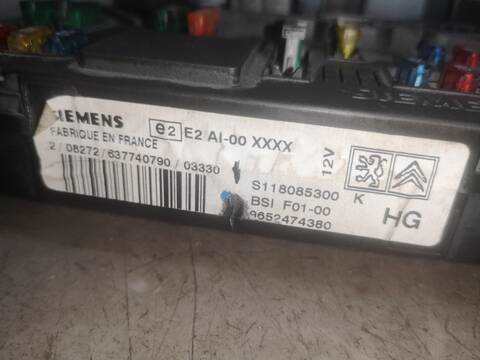 SIEMENS
FABRIQUE EN FRANCE
e2 E2 AI-00 XXXX
2 / 08272 / 637740790 / 03330
12V
S118085300 K
BSI F01-00
9652474380
HG